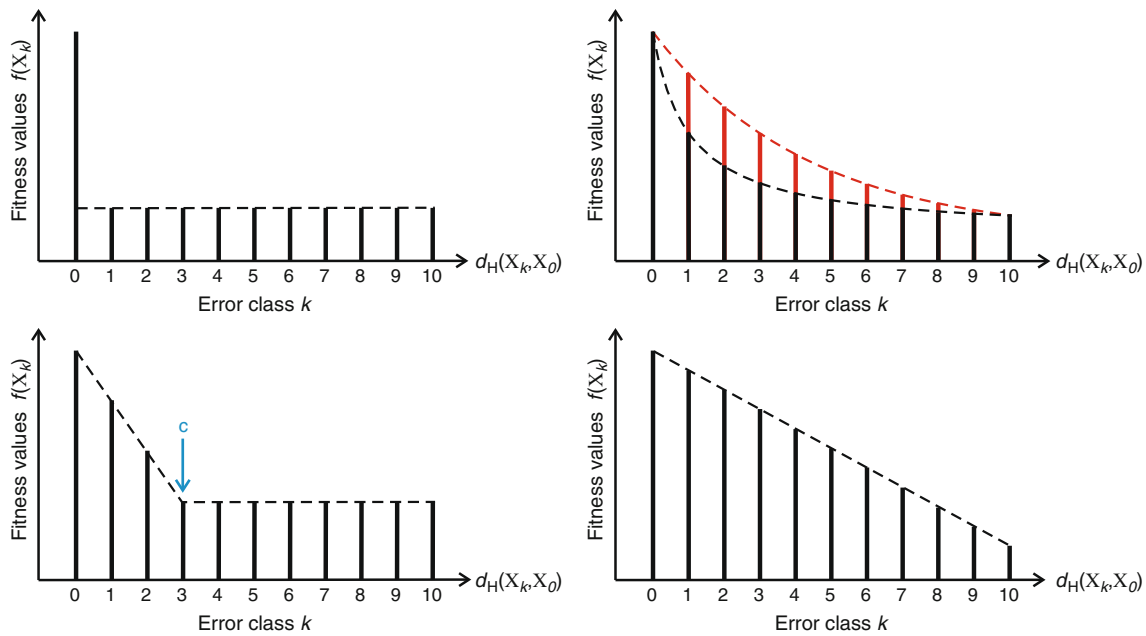 Fitness values f(X_k)
0 1 2 3 4 5 6 7 8 9 10
d_H(X_k,X_0)
Error class k
Fitness values f(X_k)
0 1 2 3 4 5 6 7 8 9 10
d_H(X_k,X_0)
Error class k
Fitness values f(X_k)
c
0 1 2 3 4 5 6 7 8 9 10
d_H(X_k,X_0)
Error class k
Fitness values f(X_k)
0 1 2 3 4 5 6 7 8 9 10
d_H(X_k,X_0)
Error class k